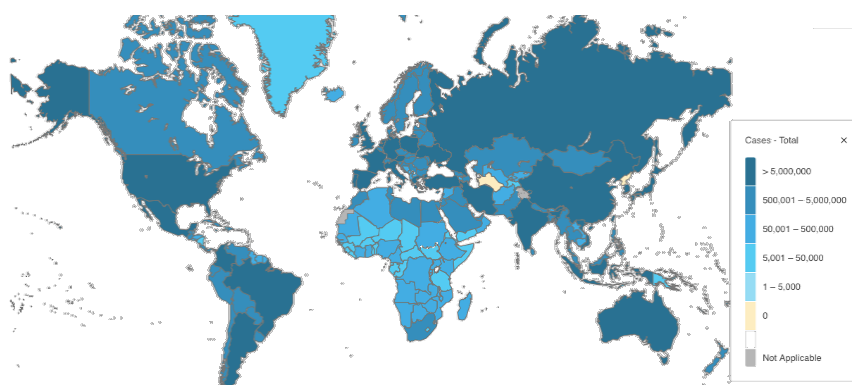 Cases - Total ×
> 5,000,000
500,001 – 5,000,000
50,001 – 500,000
5,001 – 50,000
1 – 5,000
0
Not Applicable